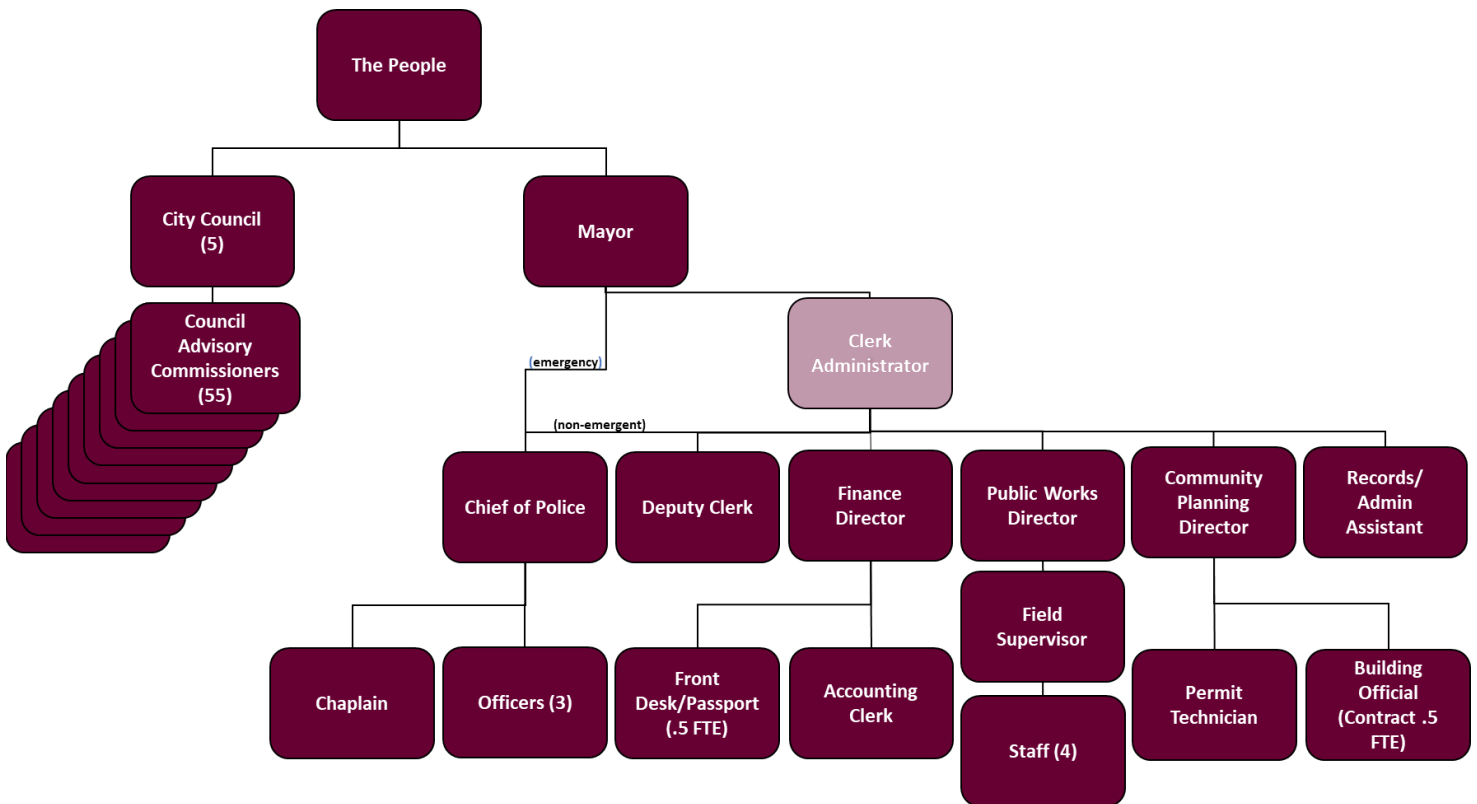 The People
City Council
(5)
Mayor
Council
Advisory
Commissioners
(55)
Clerk
Administrator
(emergency)
(non-emergent)
Chief of Police
Deputy Clerk
Finance
Director
Public Works
Director
Community
Planning
Director
Records/
Admin
Assistant
Field
Supervisor
Chaplain
Officers (3)
Front
Desk/Passport
(.5 FTE)
Accounting
Clerk
Staff (4)
Permit
Technician
Building
Official
(Contract .5
FTE)